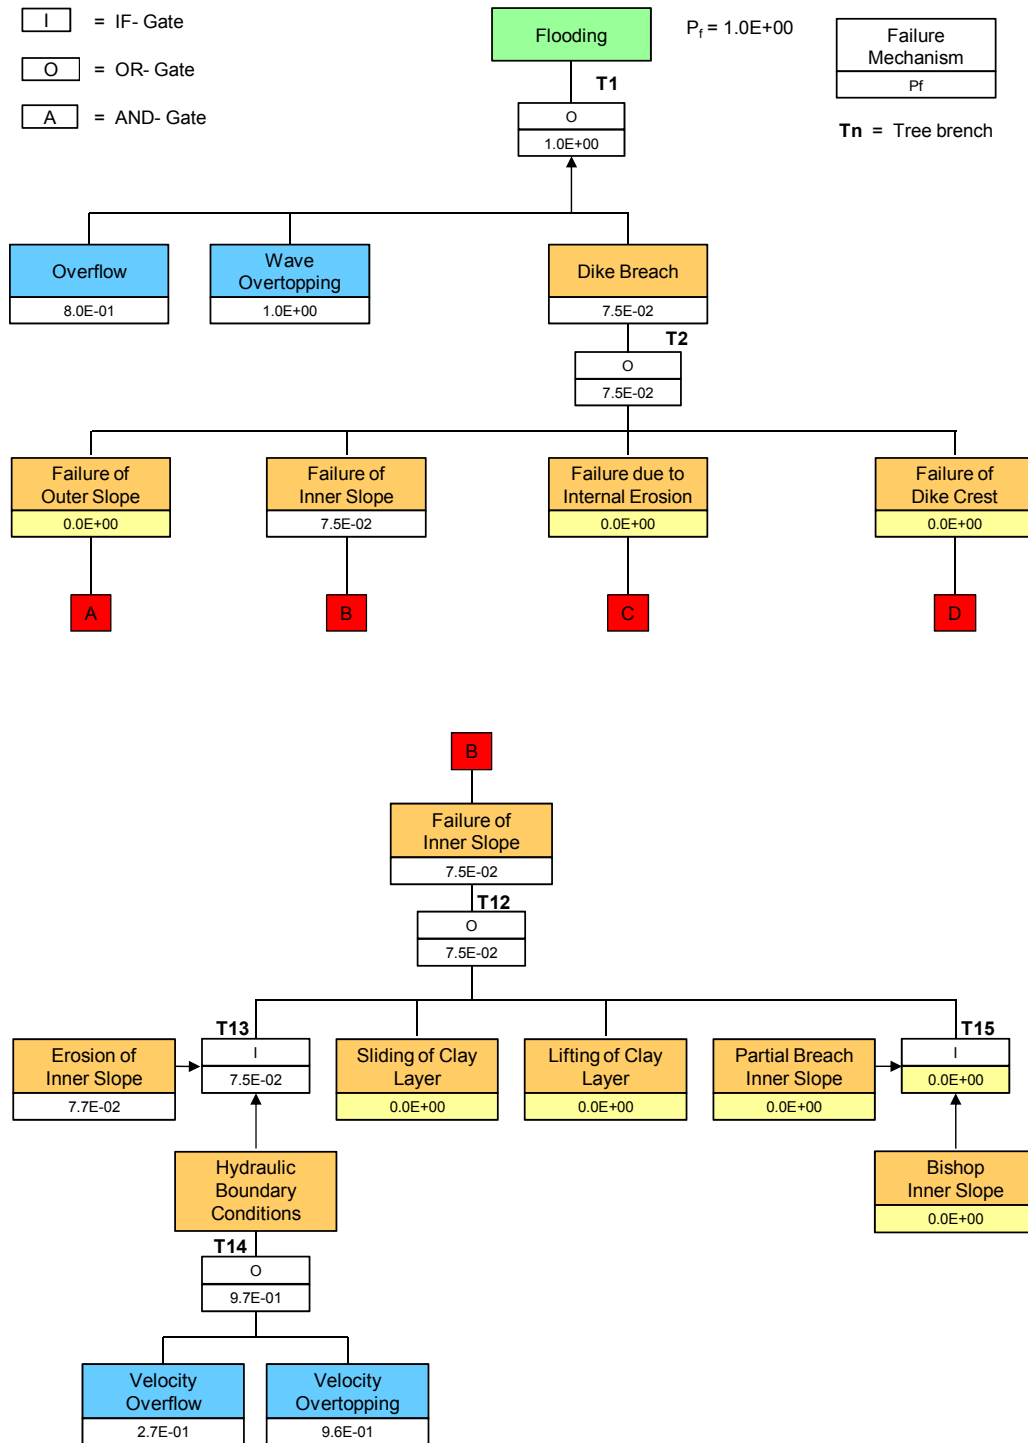 I = IF- Gate
O = OR- Gate
A = AND- Gate
Flooding
Pf = 1.0E+00
Failure
Mechanism
Pf
Tn = Tree brench
T1
O
1.0E+00
Overflow
8.0E-01
Wave
Overtopping
1.0E+00
Dike Breach
7.5E-02
T2
O
7.5E-02
Failure of
Outer Slope
0.0E+00
Failure of
Inner Slope
7.5E-02
Failure due to
Internal Erosion
0.0E+00
Failure of
Dike Crest
0.0E+00
A
B
C
D
B
Failure of
Inner Slope
7.5E-02
T12
O
7.5E-02
Erosion of
Inner Slope
7.7E-02
T13
I
7.5E-02
Sliding of Clay
Layer
0.0E+00
Lifting of Clay
Layer
0.0E+00
Partial Breach
Inner Slope
0.0E+00
T15
I
0.0E+00
Hydraulic
Boundary
Conditions
Bishop
Inner Slope
0.0E+00
T14
O
9.7E-01
Velocity
Overflow
2.7E-01
Velocity
Overtopping
9.6E-01